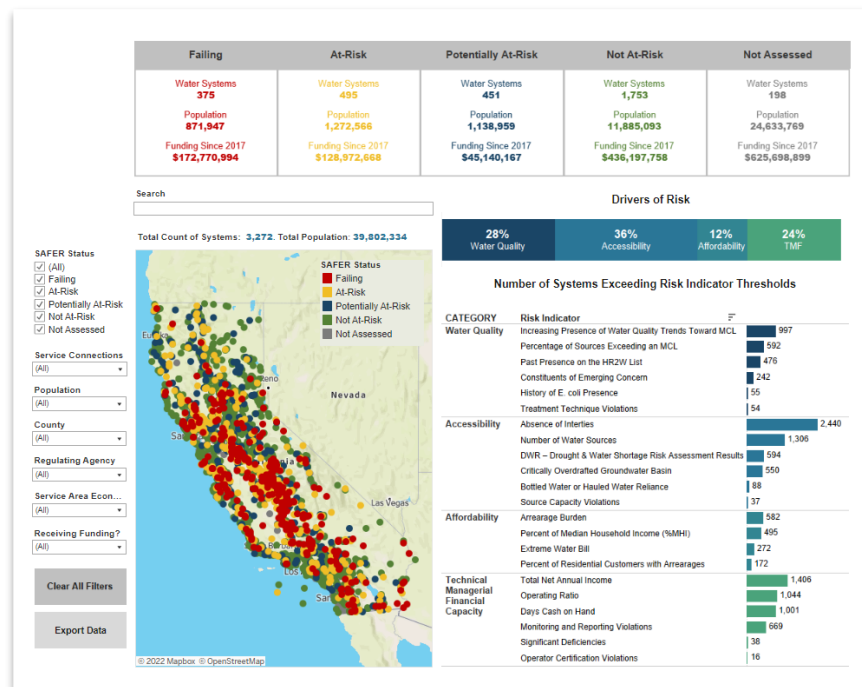 Failing
At-Risk
Potentially At-Risk
Not At-Risk
Not Assessed
Water Systems
375
Population
871,947
Funding Since 2017
$172,770,994
Water Systems
495
Population
1,272,566
Funding Since 2017
$128,972,668
Water Systems
451
Population
1,138,959
Funding Since 2017
$45,140,167
Water Systems
1,753
Population
11,885,093
Funding Since 2017
$436,197,758
Water Systems
198
Population
24,633,769
Funding Since 2017
$625,698,899
Search
Total Count of Systems: 3,272. Total Population: 39,802,334
SAFER Status
(All)
Failing
At-Risk
Potentially At-Risk
Not At-Risk
Not Assessed
Service Connections
(All)
Population
(All)
County
(All)
Regulating Agency
(All)
Service Area Econ...
(All)
Receiving Funding?
(All)
Clear All Filters
Export Data
SAFER Status
Failing
At-Risk
Potentially At-Risk
Not At-Risk
Not Assessed
Nevada
Las Vegas
© 2022 Mapbox © OpenStreetMap
Drivers of Risk
28%
Water Quality
36%
Accessibility
12%
Affordability
24%
TMF
Number of Systems Exceeding Risk Indicator Thresholds
CATEGORY Risk Indicator
Water Quality Increasing Presence of Water Quality Trends Toward MCL 997
Percentage of Sources Exceeding an MCL 592
Past Presence on the HR2W List 476
Constituents of Emerging Concern 242
History of E. coli Presence 55
Treatment Technique Violations 54
Accessibility Absence of Interties 2,440
Number of Water Sources 1,306
DWR – Drought & Water Shortage Risk Assessment Results 594
Critically Overdrafted Groundwater Basin 550
Bottled Water or Hauled Water Reliance 88
Source Capacity Violations 37
Affordability Arrearage Burden 582
Percent of Median Household Income (%MHI) 495
Extreme Water Bill 272
Percent of Residential Customers with Arrearages 172
Technical Managerial Financial Capacity Total Net Annual Income 1,406
Operating Ratio 1,044
Days Cash on Hand 1,001
Monitoring and Reporting Violations 669
Significant Deficiencies 38
Operator Certification Violations 16